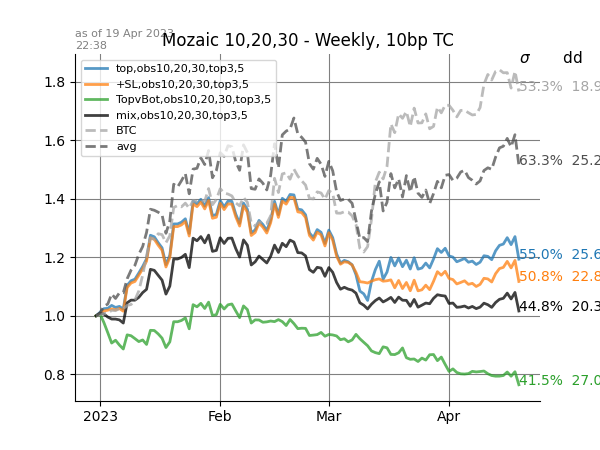 as of 19 Apr 2023
22:38
Mozaic 10,20,30 - Weekly, 10bp TC
σ dd
top,obs10,20,30,top3,5
+SL,obs10,20,30,top3,5
TopvBot,obs10,20,30,top3,5
mix,obs10,20,30,top3,5
BTC
avg
1.8
1.6
1.4
1.2
1.0
0.8
53.3% 18.9
63.3% 25.2
55.0% 25.6
50.8% 22.8
44.8% 20.3
41.5% 27.0
2023 Feb Mar Apr